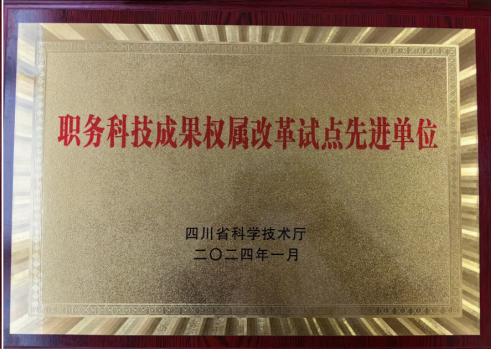 职务科技成果权属改革试点先进单位
四川省科学技术厅
二〇二四年一月